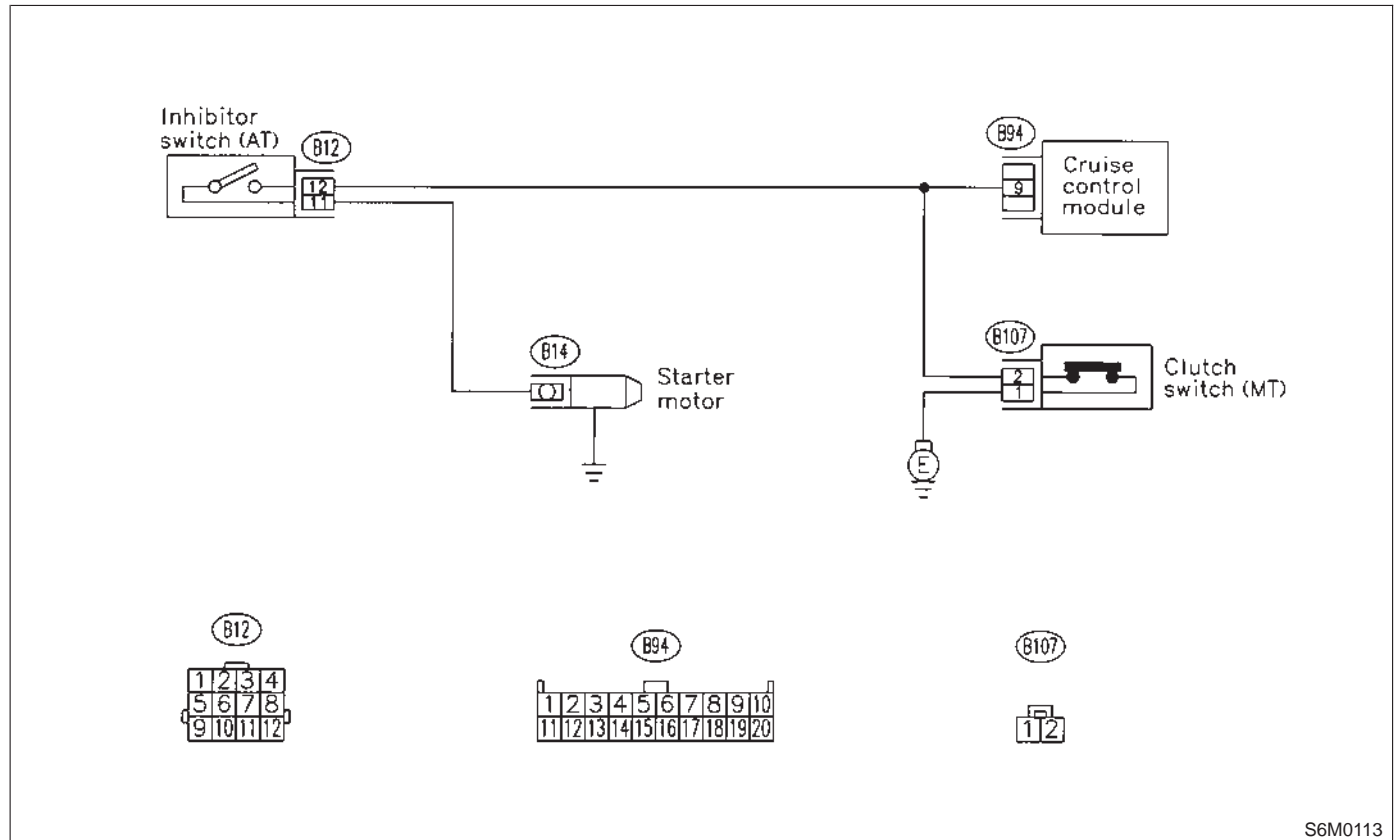 Inhibitor
switch (AT)
B12
12
11
B94
9
Cruise
control
module
B14
Starter
motor
B107
2
1
Clutch
switch (MT)
E
B12
1 2 3 4
5 6 7 8
9 10 11 12
B94
1 2 3 4 5 6 7 8 9 10
11 12 13 14 15 16 17 18 19 20
B107
1 2
S6M0113